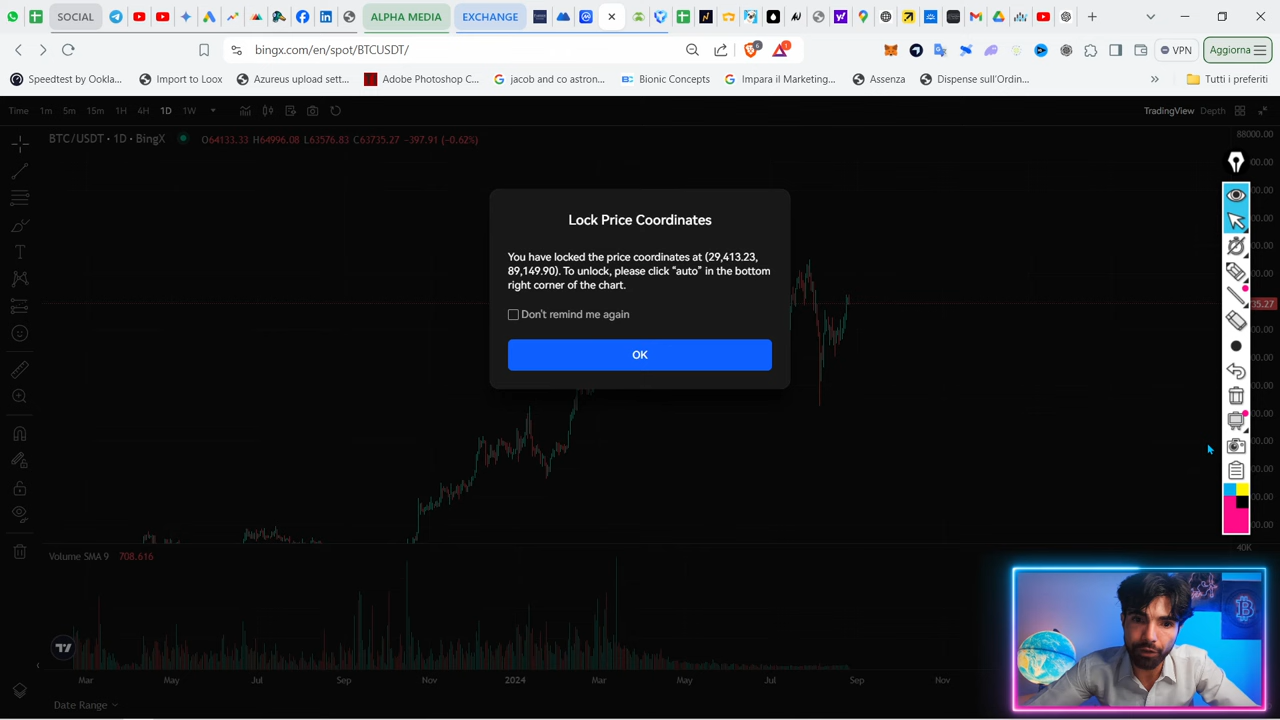 SOCIAL
ALPHA MEDIA
EXCHANGE
bingx.com/en/spot/BTCUSDT/
6
1
VPN
Aggiorna
Speedtest by Ookla...
Import to Loox
Azureus upload sett...
Adobe Photoshop C...
jacob and co astron...
Bionic Concepts
Impara il Marketing...
Assenza
Dispense sull'Ordin...
Tutti i preferiti
Time 1m 5m 15m 1H 4H 1D 1W
TradingView Depth
BTC/USDT • 1D • BingX O64133.33 H64996.08 L63576.83 C63735.27 −397.91 (−0.62%)
88000.00
Lock Price Coordinates
You have locked the price coordinates at (29,413.23,
89,149.90). To unlock, please click “auto” in the bottom
right corner of the chart.
Don't remind me again
OK
35.27
Volume SMA 9 708.616
40K
Mar May Jul Sep Nov 2024 Mar May Jul Sep Nov
Date Range